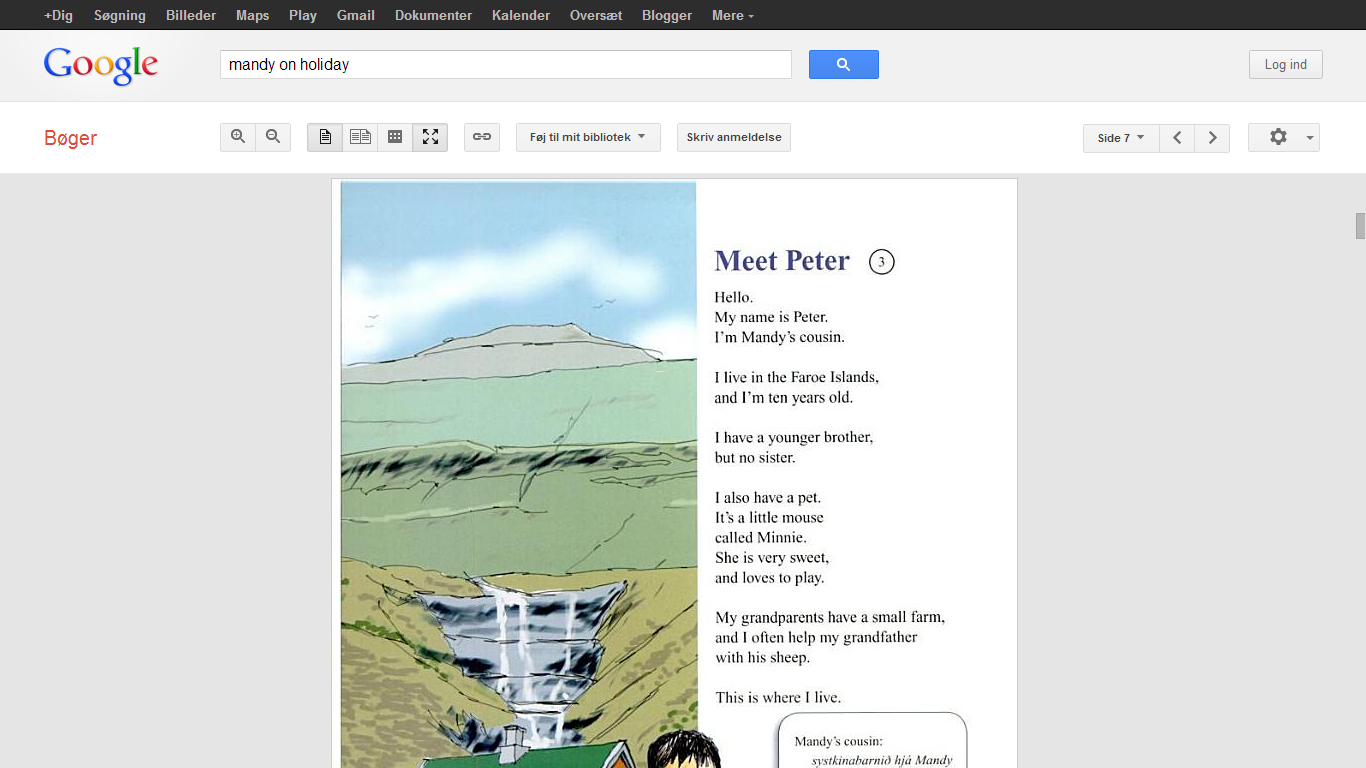 +Dig Søgning Billeder Maps Play Gmail Dokumenter Kalender Oversæt Blogger Mere
Google
mandy on holiday
Log ind
Bøger
Føj til mit bibliotek
Skriv anmeldelse
Side 7
Meet Peter 3
Hello.
My name is Peter.
I'm Mandy's cousin.
I live in the Faroe Islands,
and I'm ten years old.
I have a younger brother,
but no sister.
I also have a pet.
It's a little mouse
called Minnie.
She is very sweet,
and loves to play.
My grandparents have a small farm,
and I often help my grandfather
with his sheep.
This is where I live.
Mandy's cousin:
systkinabarnið hjá Mandy